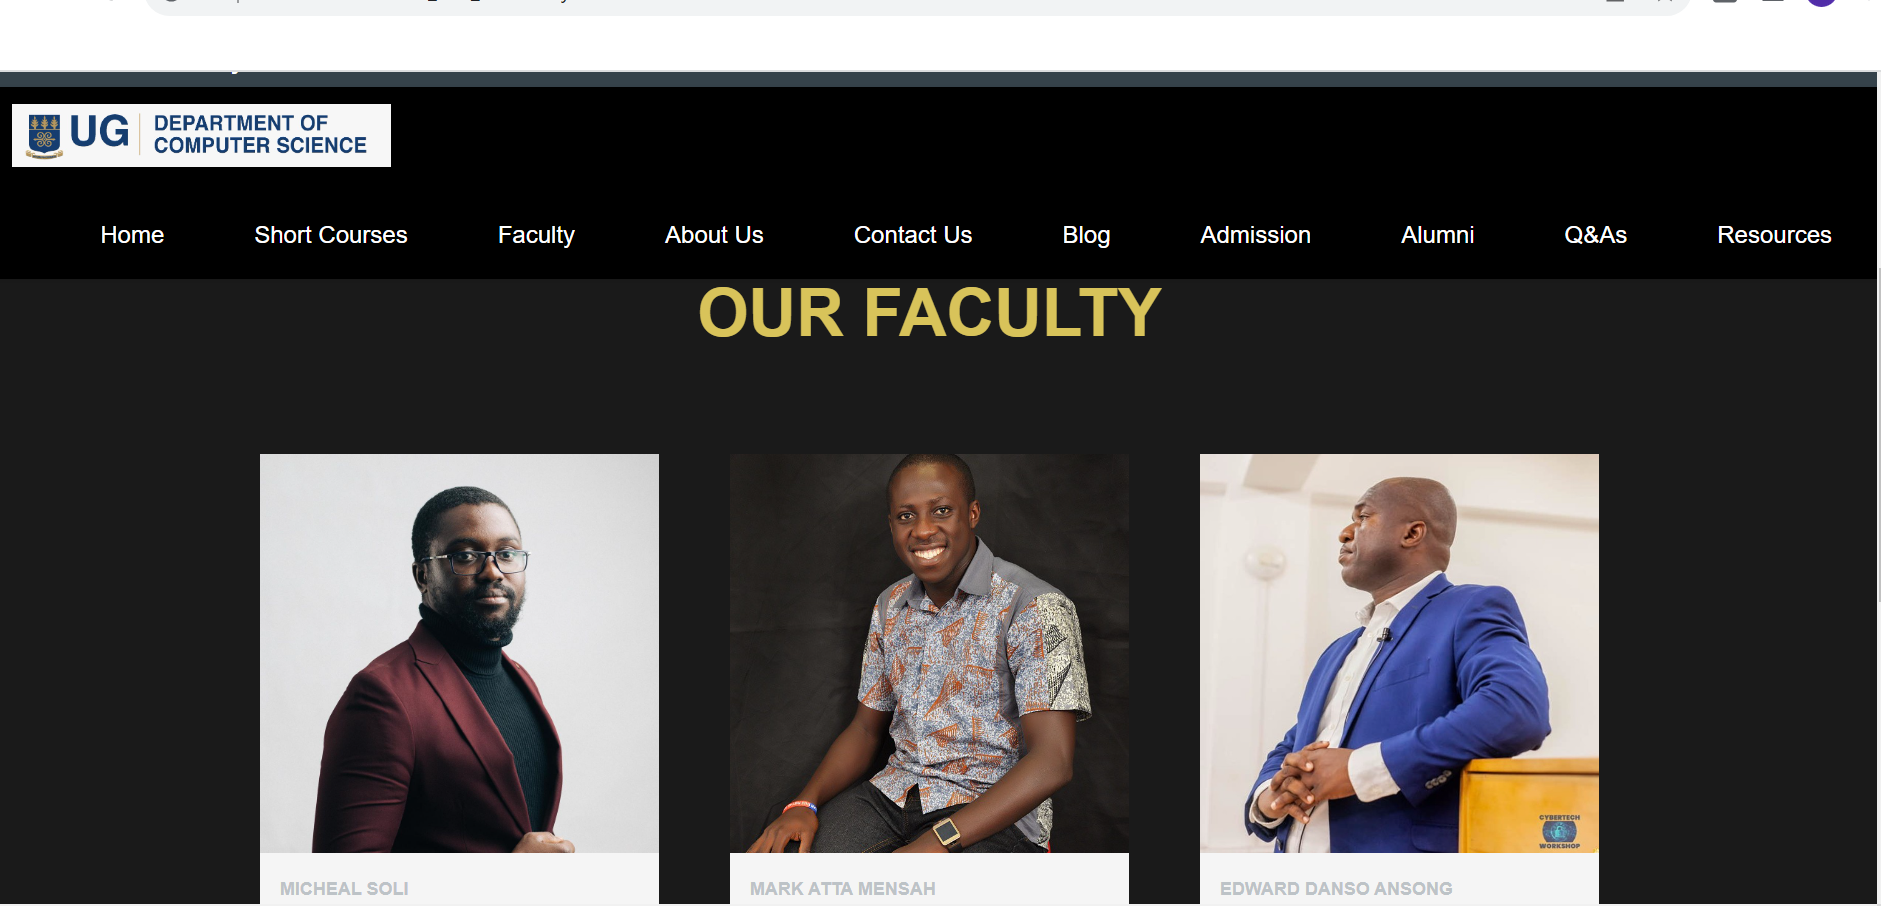 UG
DEPARTMENT OF
COMPUTER SCIENCE
Home Short Courses Faculty About Us Contact Us Blog Admission Alumni Q&As Resources
OUR FACULTY
CYBERTECH
WORKSHOP
MICHEAL SOLI
MARK ATTA MENSAH
EDWARD DANSO ANSONG